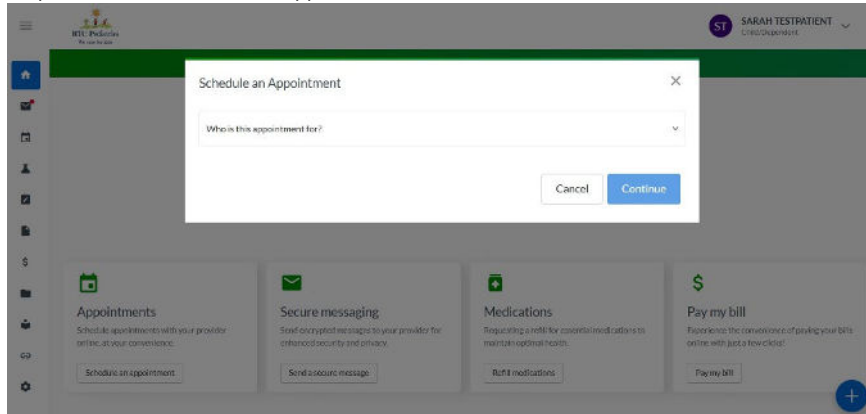 SARAH TESTPATIENT
ST
Child/Dependent
Schedule an Appointment
Who is this appointment for?
Cancel
Continue
Appointments
Schedule appointments with your provider
online, at your convenience.
Schedule an appointment
Secure messaging
Send encrypted messages to your provider for
enhanced security and privacy.
Send a secure message
Medications
Requesting a refill for essential medications to
maintain optimal health.
Refill medications
Pay my bill
Experience the convenience of paying your bills
online with just a few clicks!
Pay my bill